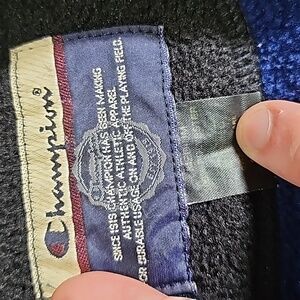 Champion®
SINCE 1919 CHAMPION HAS BEEN MAKING
AUTHENTIC ATHLETIC APPAREL
FOR DURABLE USAGE ON AND OFF THE PLAYING FIELD.